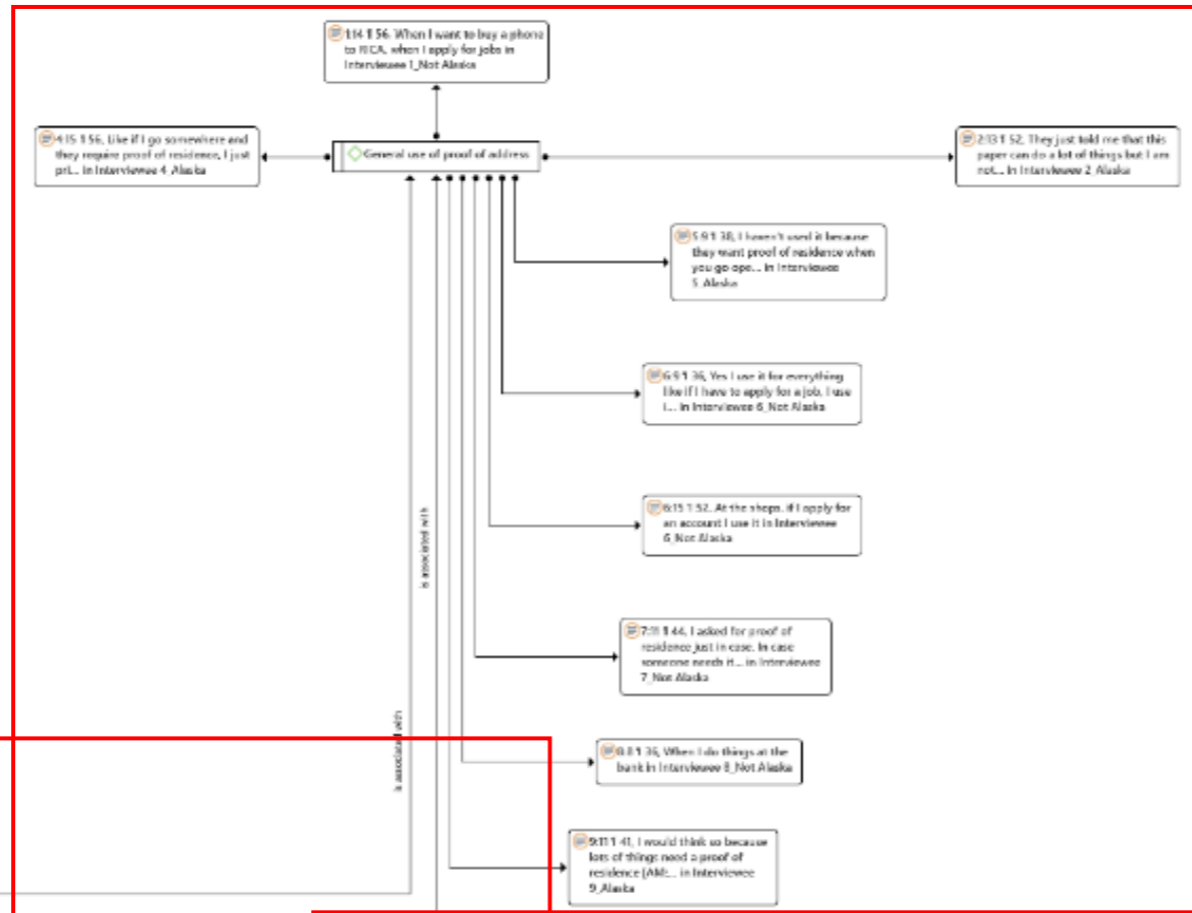 1:14 ¶ 56, When I want to buy a phone
to RICA, when I apply for jobs in
Interviewee 1_Not Alaska
4:15 ¶ 56, Like if I go somewhere and
they require proof of residence, I just
pri... in Interviewee 4_Alaska
General use of proof of address
2:13 ¶ 52, They just told me that this
paper can do a lot of things but I am
not... in Interviewee 2_Alaska
5:9 ¶ 38, I haven't used it because
they want proof of residence when
you go ope... in Interviewee
5_Alaska
6:9 ¶ 36, Yes I use it for everything
like if I have to apply for a job, I use
i... in Interviewee 6_Not Alaska
6:15 ¶ 52, At the shops, if I apply for
an account I use it in Interviewee
6_Not Alaska
is associated with
7:11 ¶ 44, I asked for proof of
residence just in case. In case
someone needs it... in Interviewee
7_Not Alaska
is associated with
8:8 ¶ 36, When I do things at the
bank in Interviewee 8_Not Alaska
9:11 ¶ 41, I would think so because
lots of things need a proof of
residence [AM:... in Interviewee
9_Alaska